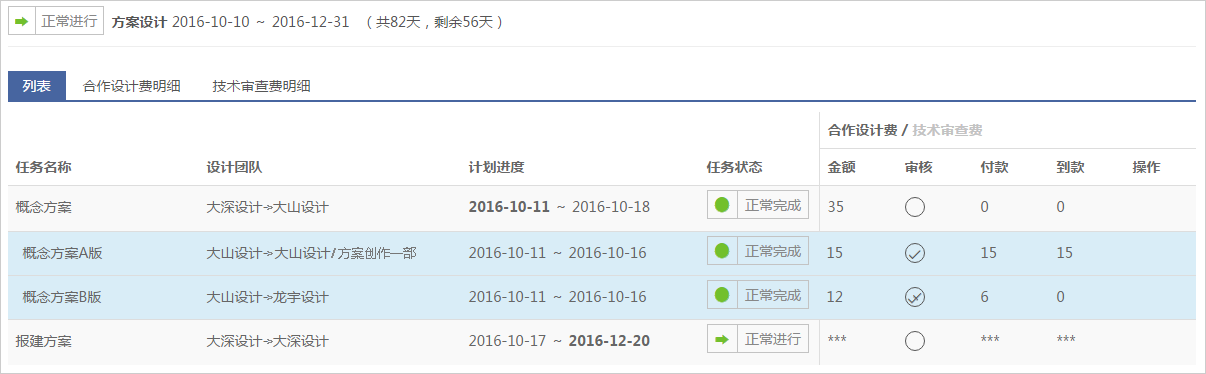 正常进行 方案设计 2016-10-10 ~ 2016-12-31 （共82天，剩余56天）
列表 合作设计费明细 技术审查费明细
合作设计费 / 技术审查费
任务名称 设计团队 计划进度 任务状态 金额 审核 付款 到款 操作
概念方案 大深设计->大山设计 2016-10-11 ~ 2016-10-18 正常完成 35 0 0
概念方案A版 大山设计->大山设计/方案创作一部 2016-10-11 ~ 2016-10-16 正常完成 15 15 15
概念方案B版 大山设计->龙宇设计 2016-10-11 ~ 2016-10-16 正常完成 12 6 0
报建方案 大深设计->大深设计 2016-10-17 ~ 2016-12-20 正常进行 *** *** ***